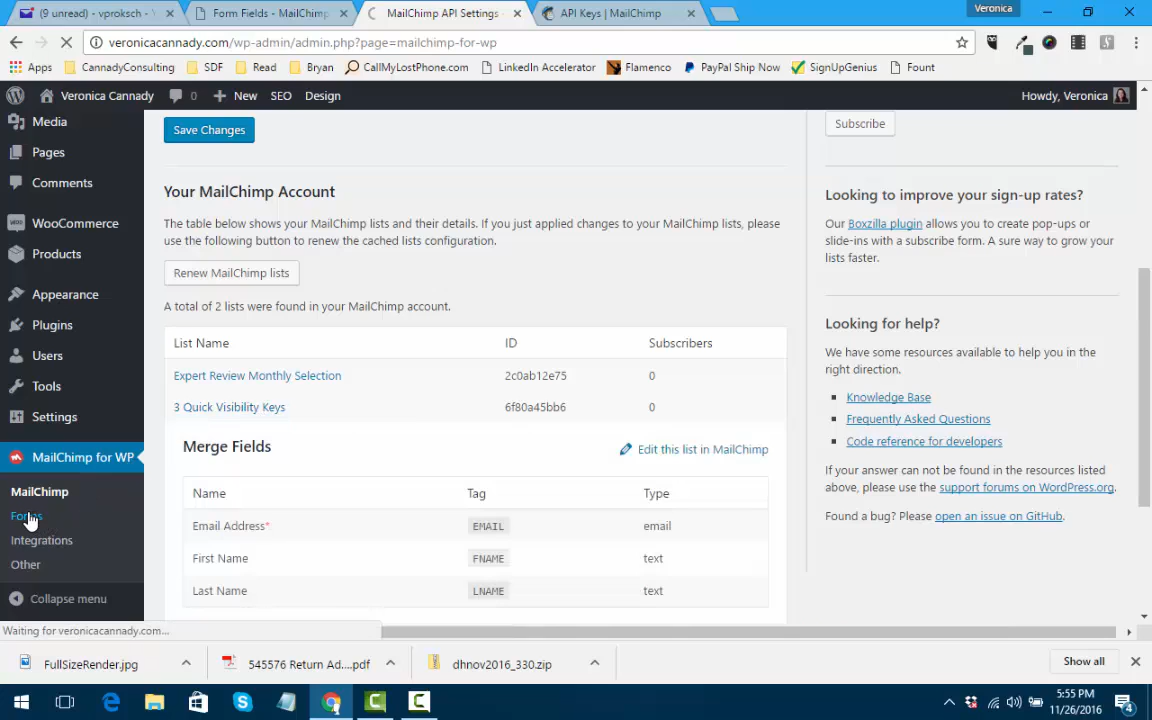 (9 unread) - vproksch - Y
Form Fields - MailChimp
MailChimp API Settings
API Keys | MailChimp
Veronica
veronicacannady.com/wp-admin/admin.php?page=mailchimp-for-wp
Apps
CannadyConsulting
SDF
Read
Bryan
CallMyLostPhone.com
LinkedIn Accelerator
Flamenco
PayPal Ship Now
SignUpGenius
Fount
Veronica Cannady
0
New
SEO
Design
Howdy, Veronica
Media
Pages
Comments
WooCommerce
Products
Appearance
Plugins
Users
Tools
Settings
MailChimp for WP
MailChimp
Forms
Integrations
Other
Collapse menu
Save Changes
Your MailChimp Account
The table below shows your MailChimp lists and their details. If you just applied changes to your MailChimp lists, please
use the following button to renew the cached lists configuration.
Renew MailChimp lists
A total of 2 lists were found in your MailChimp account.
List Name ID Subscribers
Expert Review Monthly Selection 2c0ab12e75 0
3 Quick Visibility Keys 6f80a45bb6 0
Merge Fields
Edit this list in MailChimp
Name Tag Type
Email Address* EMAIL email
First Name FNAME text
Last Name LNAME text
Subscribe
Looking to improve your sign-up rates?
Our Boxzilla plugin allows you to create pop-ups or
slide-ins with a subscribe form. A sure way to grow your
lists faster.
Looking for help?
We have some resources available to help you in the
right direction.
Knowledge Base
Frequently Asked Questions
Code reference for developers
If your answer can not be found in the resources listed
above, please use the support forums on WordPress.org.
Found a bug? Please open an issue on GitHub.
Waiting for veronicacannady.com...
FullSizeRender.jpg
545576 Return Ad....pdf
dhnov2016_330.zip
Show all
5:55 PM
11/26/2016
4